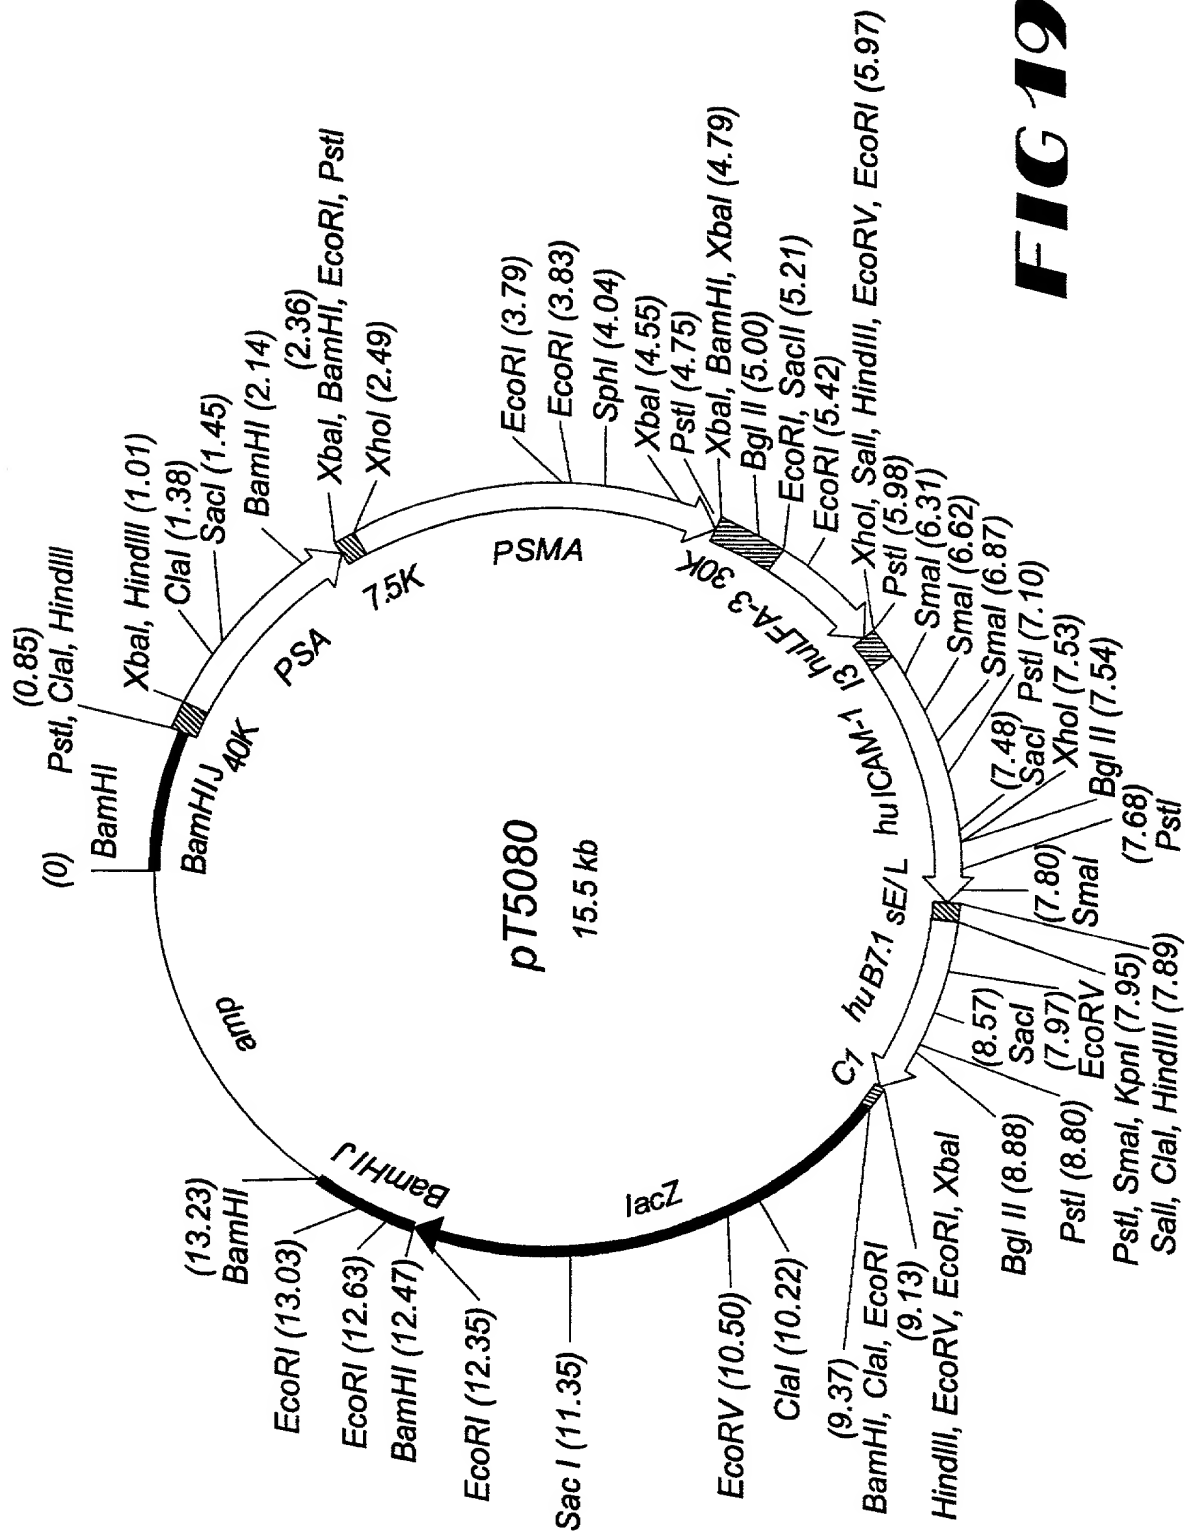 (0)
BamHI
(0.85)
PstI, ClaI, HindIII
XbaI, HindIII (1.01)
ClaI (1.38)
SacI (1.45)
BamHI (2.14)
(2.36)
XbaI, BamHI, EcoRI, PstI
XhoI (2.49)
EcoRI (3.79)
EcoRI (3.83)
SphI (4.04)
XbaI (4.55)
PstI (4.75)
XbaI, BamHI, XbaI (4.79)
Bgl II (5.00)
EcoRI, SacII (5.21)
EcoRI (5.42)
XhoI, SalI, HindIII, EcoRV, EcoRI (5.97)
PstI (5.98)
SmaI (6.31)
SmaI (6.62)
SmaI (6.87)
PstI (7.10)
(7.48)
SacI
XhoI (7.53)
Bgl II (7.54)
(7.68)
PstI
(7.80)
SmaI
SalI, ClaI, HindIII (7.89)
PstI, SmaI, KpnI (7.95)
(7.97)
EcoRV
(8.57)
SacI
PstI (8.80)
Bgl II (8.88)
(9.13)
HindIII, EcoRV, EcoRI, XbaI
(9.37)
BamHI, ClaI, EcoRI
ClaI (10.22)
EcoRV (10.50)
Sac I (11.35)
EcoRI (12.35)
BamHI (12.47)
EcoRI (12.63)
EcoRI (13.03)
(13.23)
BamHI
BamHIJ
40K
PSA
7.5K
PSMA
30K
huLFA-3
I3
huICAM-1
sE/L
huB7.1
C1
lacZ
BamHIJ
amp
pT5080
15.5 kb
FIG 19